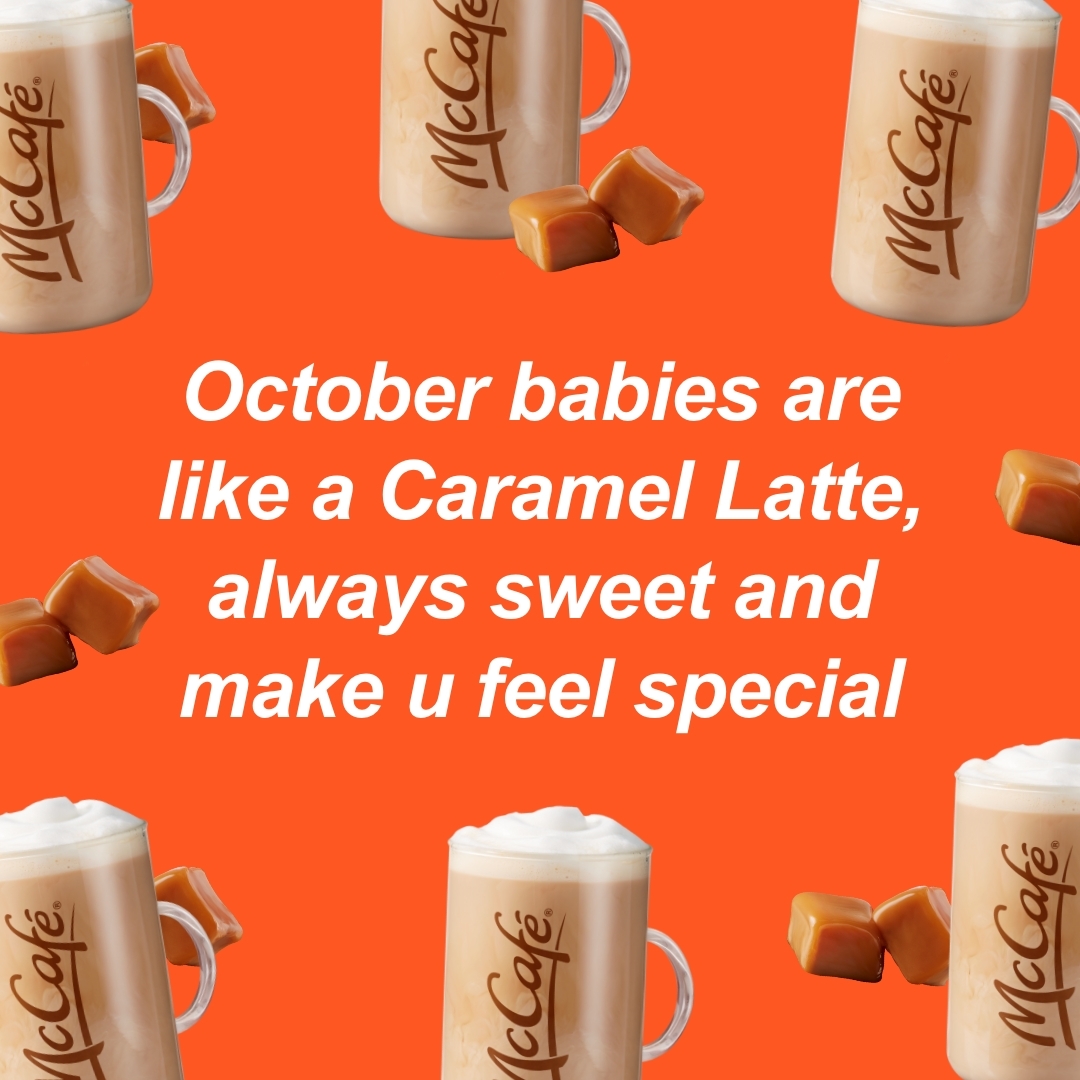 McCafé®
McCafé
McCafé®
October babies are
like a Caramel Latte,
always sweet and
make u feel special
McCafé®
McCafé®
McCafé®